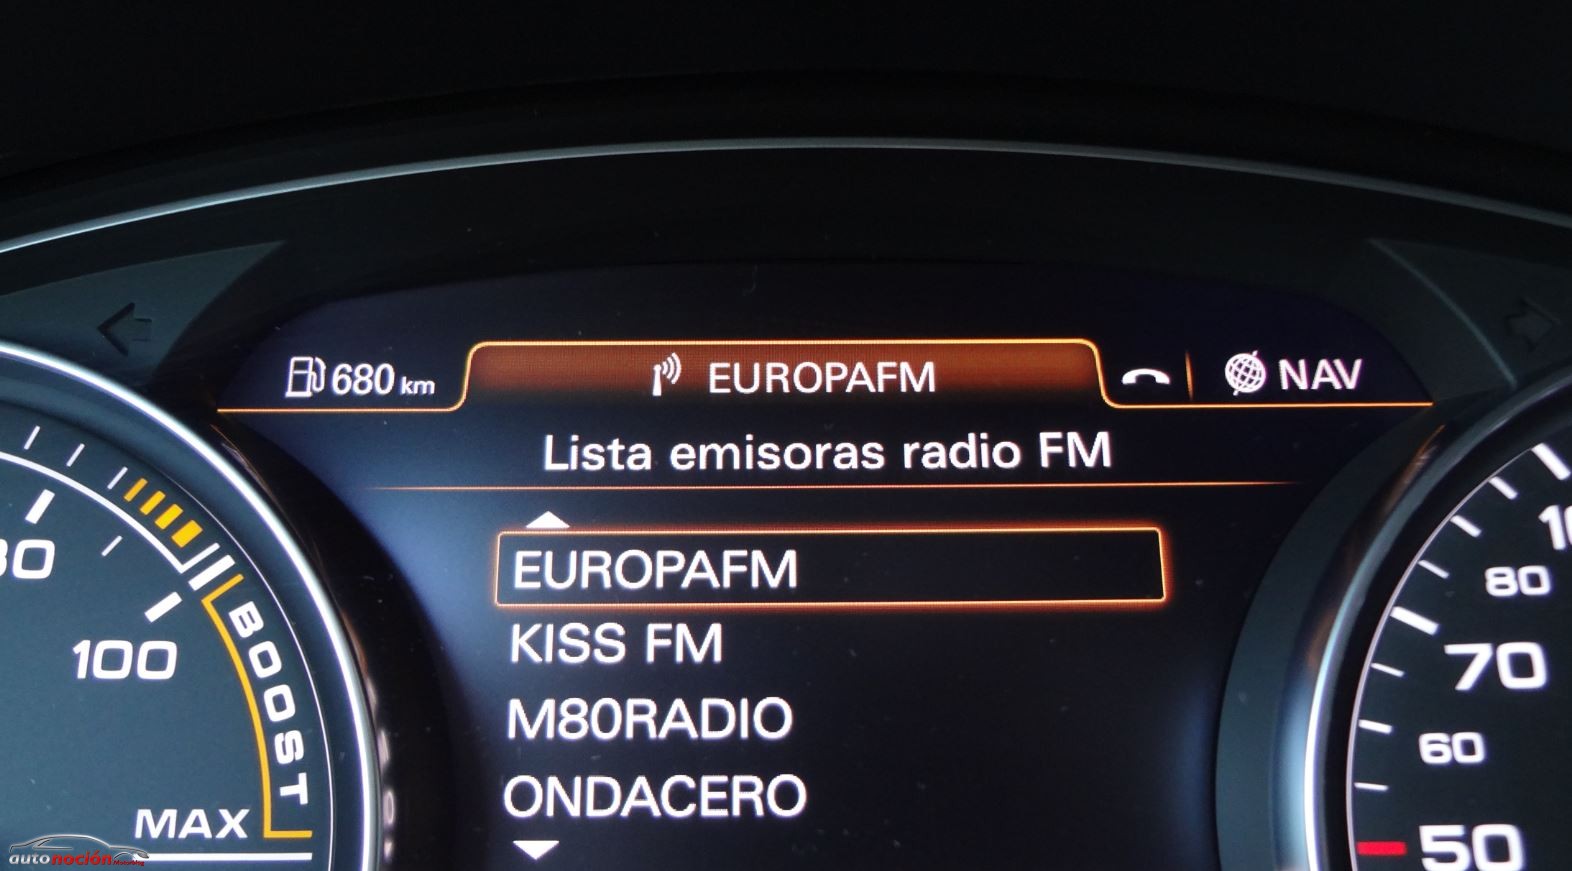 680 km
EUROPAFM
NAV
Lista emisoras radio FM
EUROPAFM
KISS FM
M80RADIO
ONDACERO
100
BOOST
MAX
80
70
60
50
autonoción